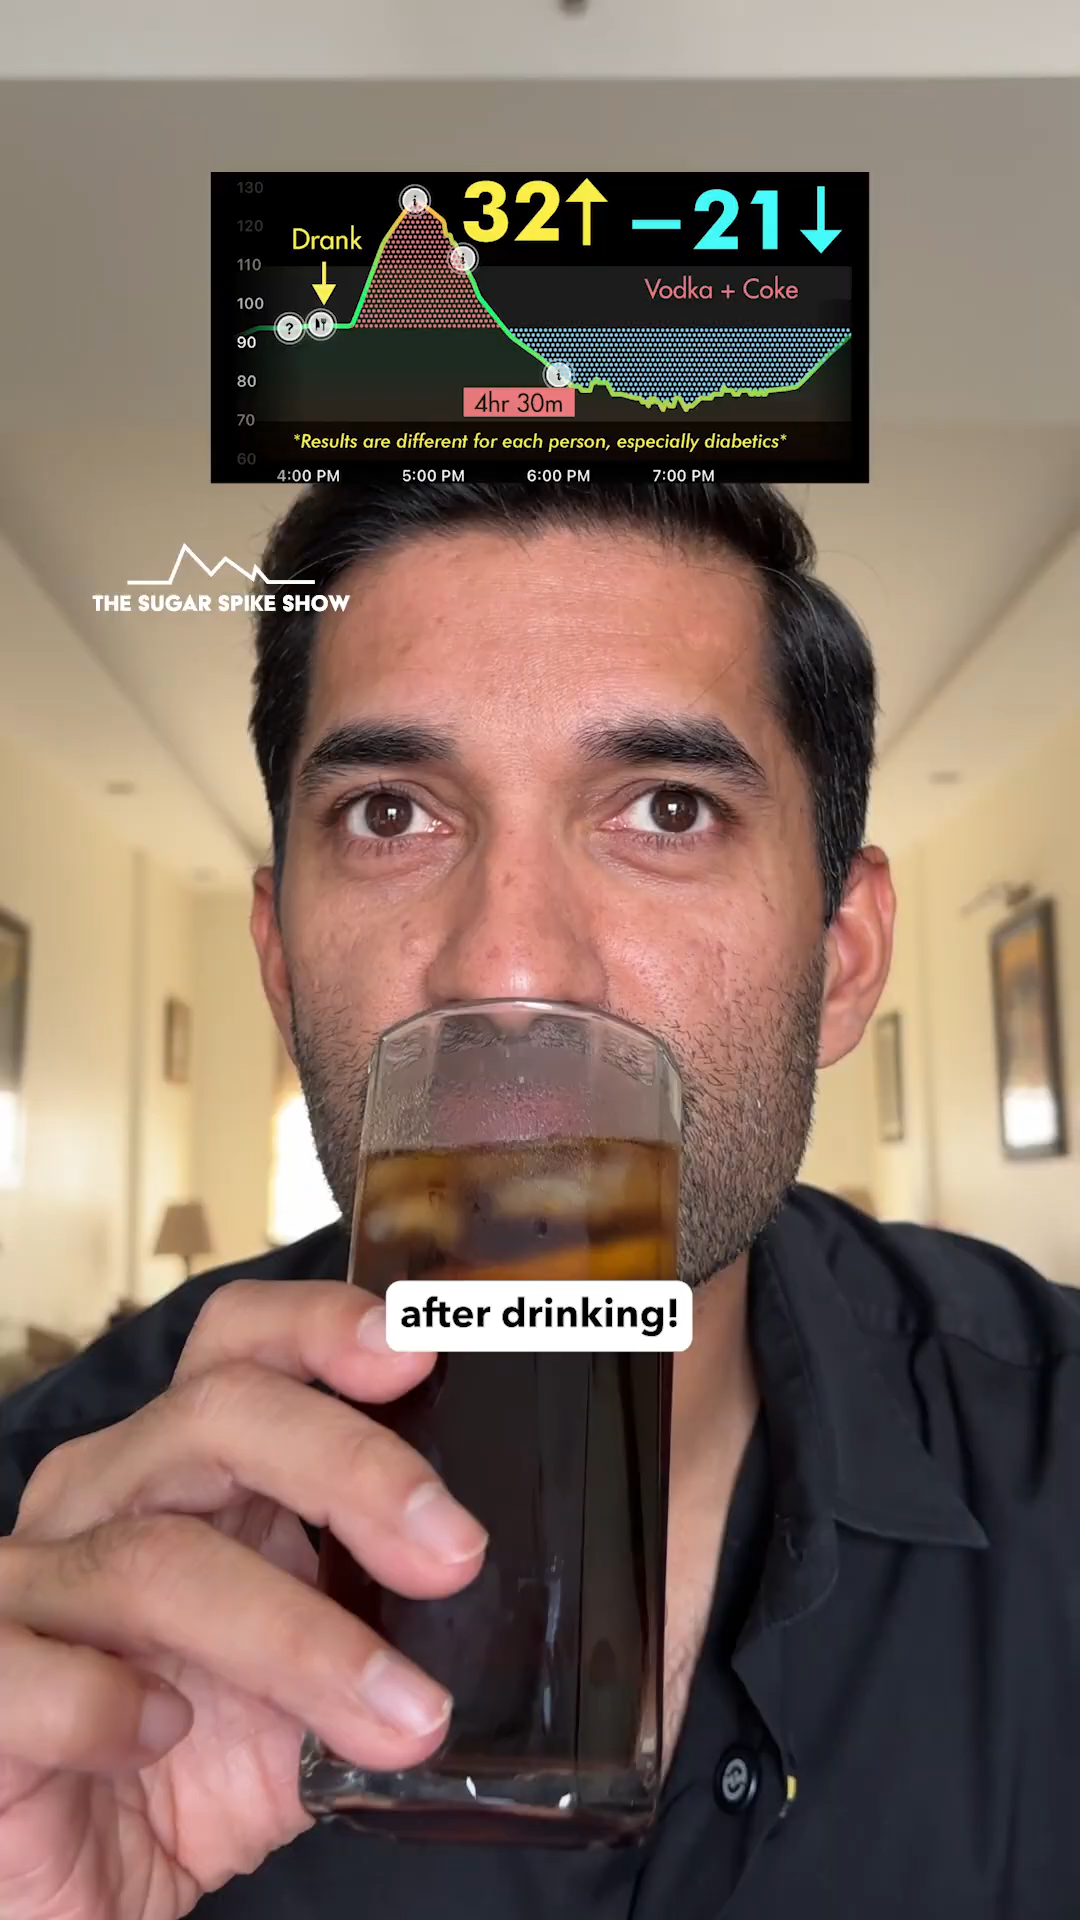 130
120
110
100
90
80
70
60
32↑ –21↓
Drank
Vodka + Coke
4hr 30m
*Results are different for each person, especially diabetics*
4:00 PM 5:00 PM 6:00 PM 7:00 PM
THE SUGAR SPIKE SHOW
after drinking!